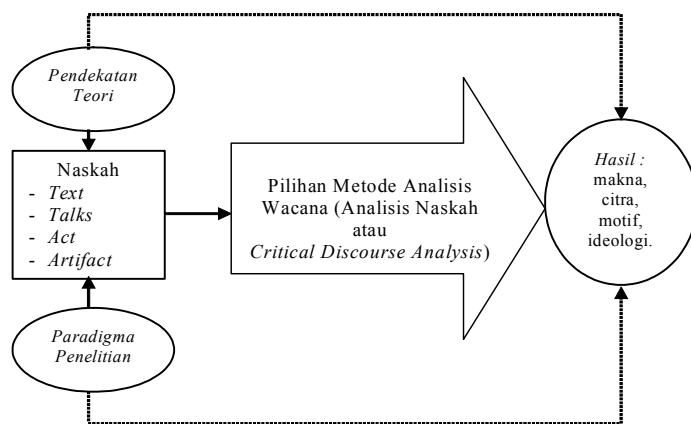 Pendekatan
Teori
Naskah
- Text
- Talks
- Act
- Artifact
Paradigma
Penelitian
Pilihan Metode Analisis
Wacana (Analisis Naskah
atau
Critical Discourse Analysis)
Hasil :
makna,
citra,
motif,
ideologi.